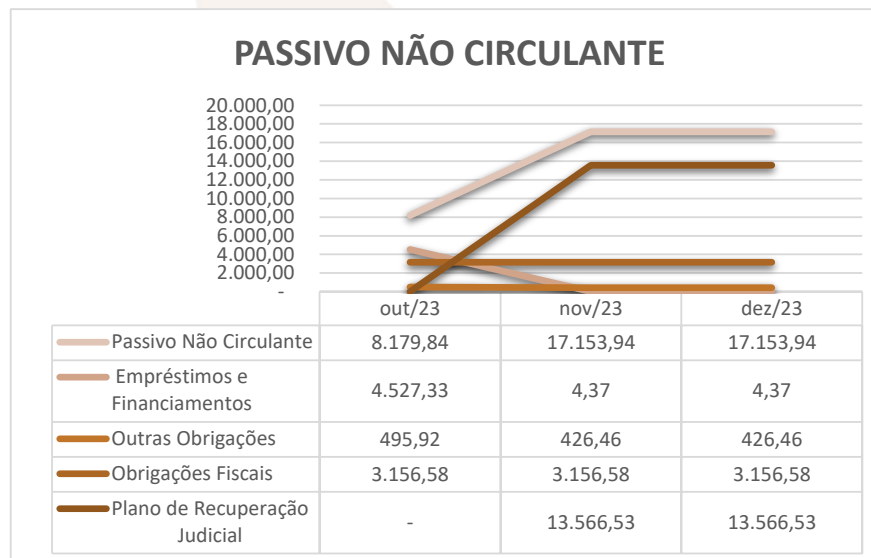 PASSIVO NÃO CIRCULANTE
20.000,00
18.000,00
16.000,00
14.000,00
12.000,00
10.000,00
8.000,00
6.000,00
4.000,00
2.000,00
-
out/23 nov/23 dez/23
Passivo Não Circulante 8.179,84 17.153,94 17.153,94
Empréstimos e
Financiamentos 4.527,33 4,37 4,37
Outras Obrigações 495,92 426,46 426,46
Obrigações Fiscais 3.156,58 3.156,58 3.156,58
Plano de Recuperação
Judicial - 13.566,53 13.566,53